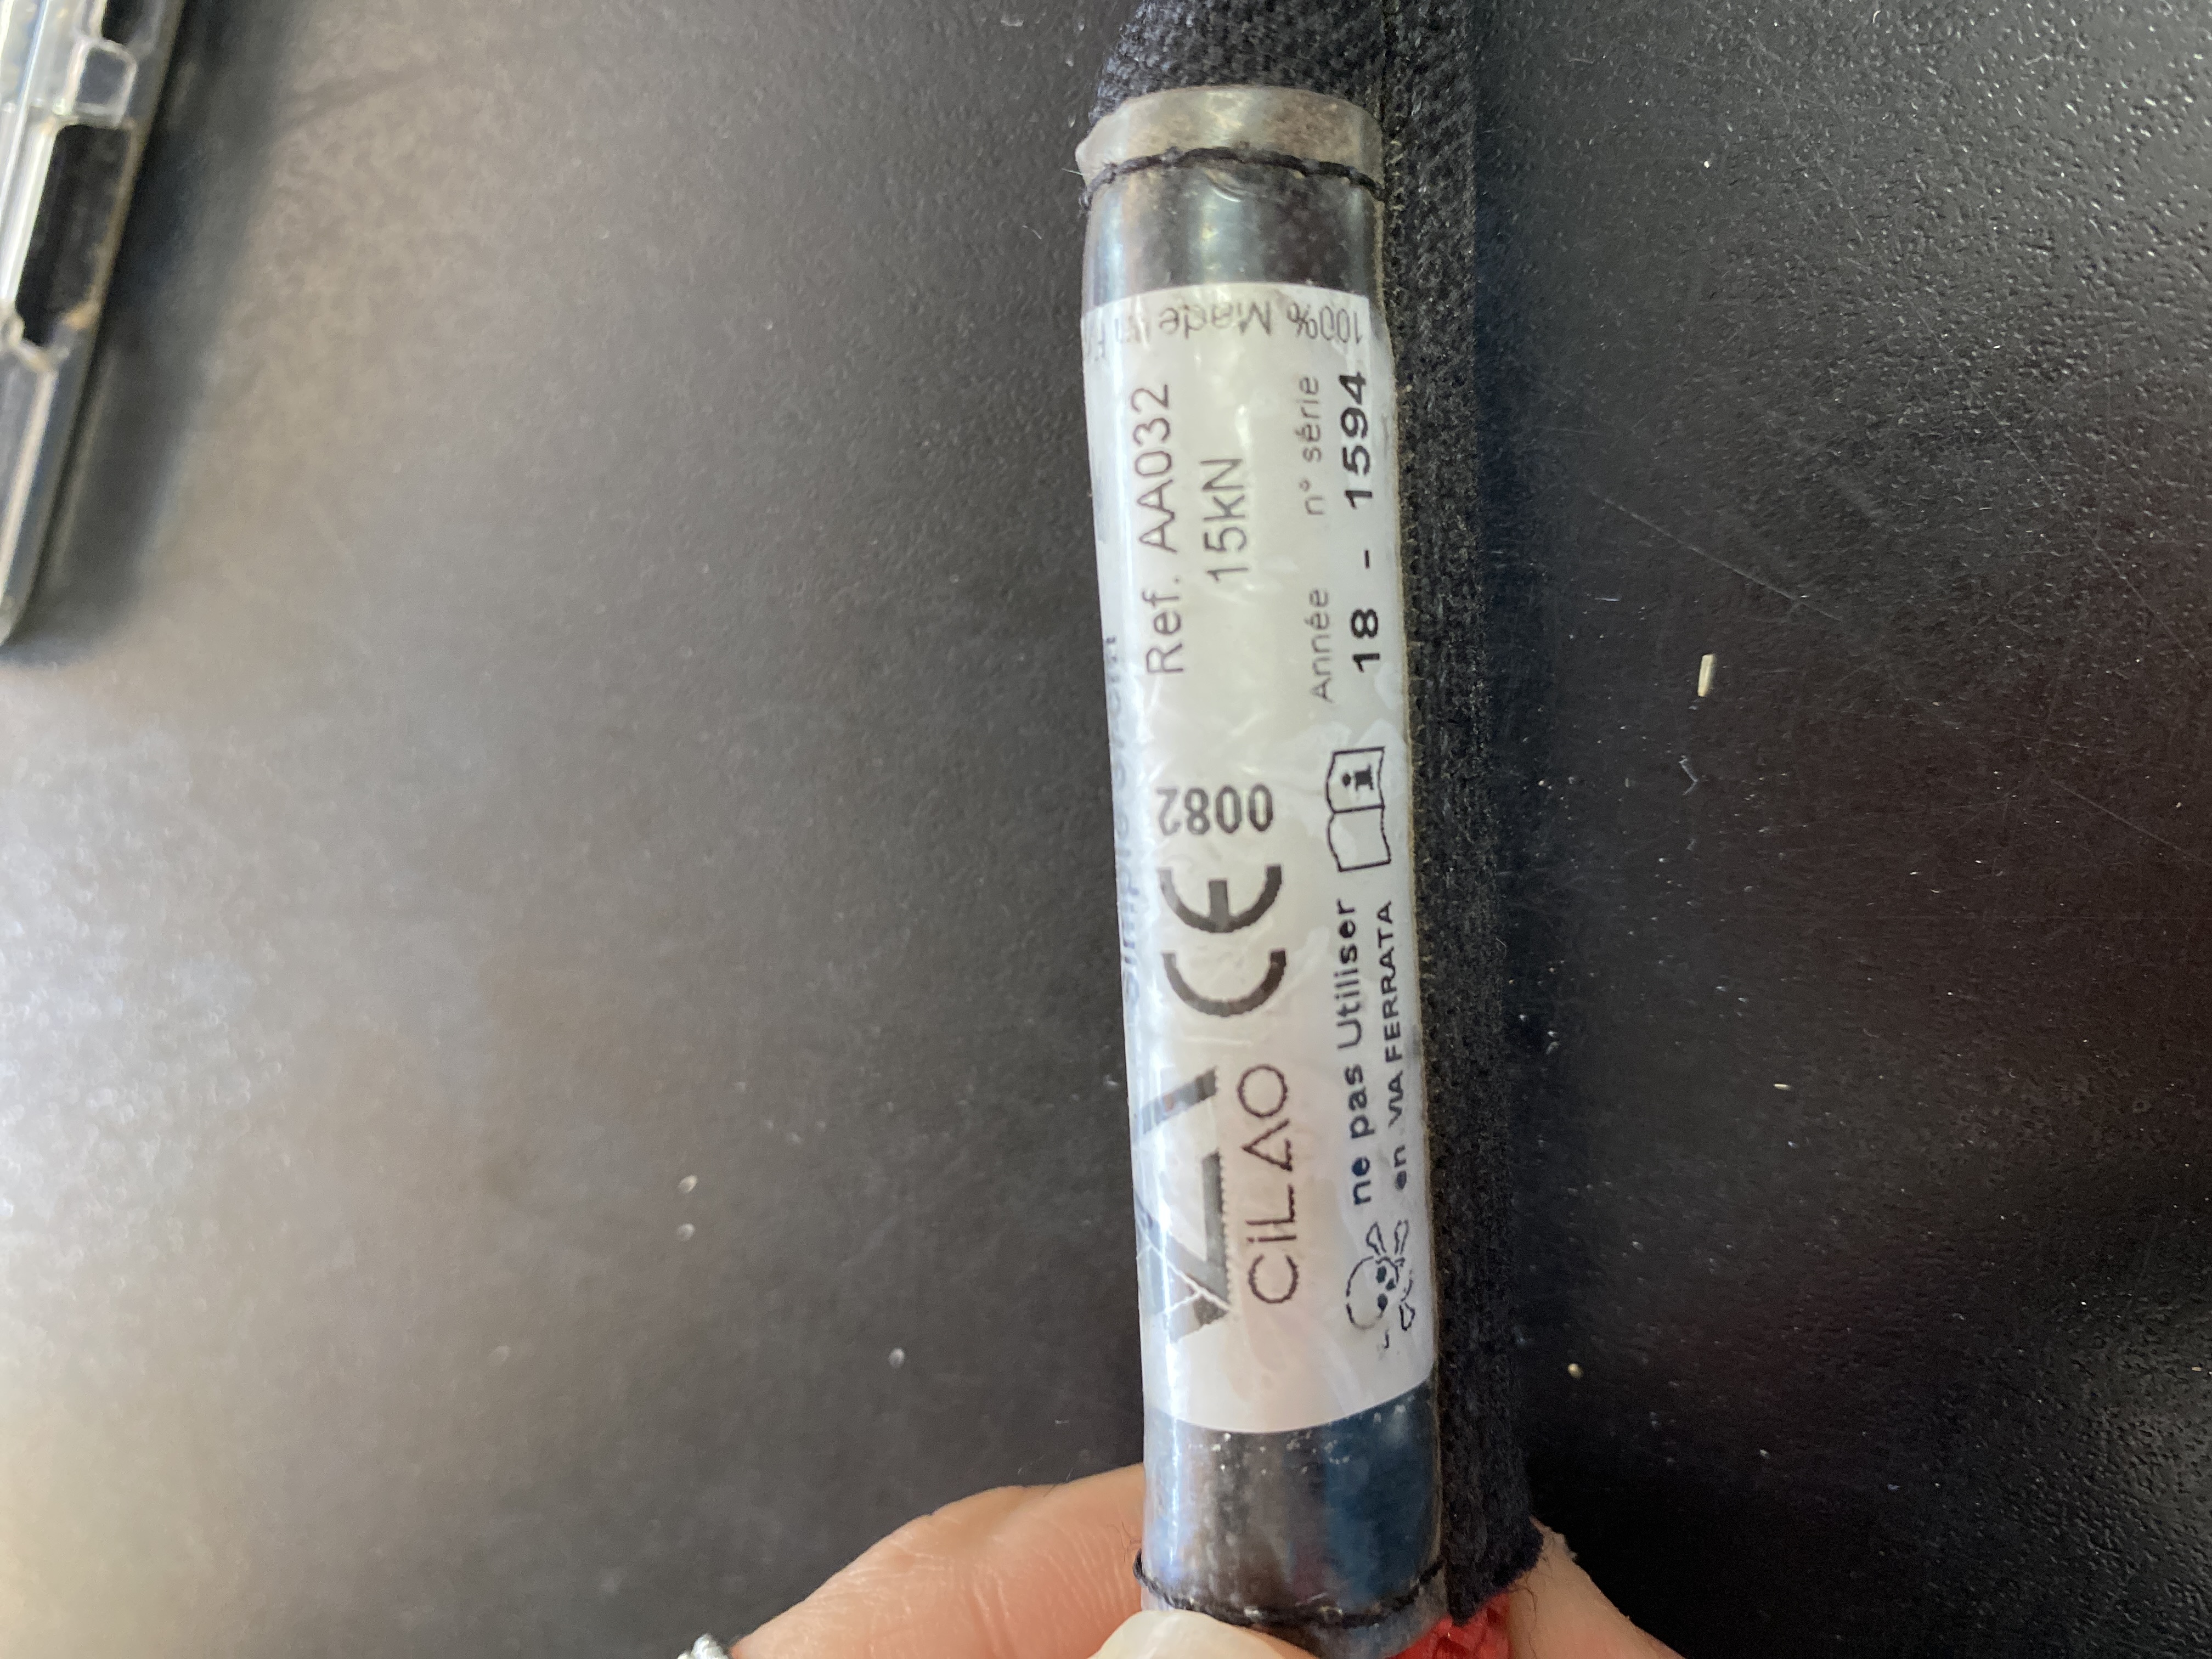 Ref. AA032
15kN
CE 0082
CiLAO
Année n° série
18 - 1594
ne pas Utiliser
en VIA FERRATA
i
100% Made in